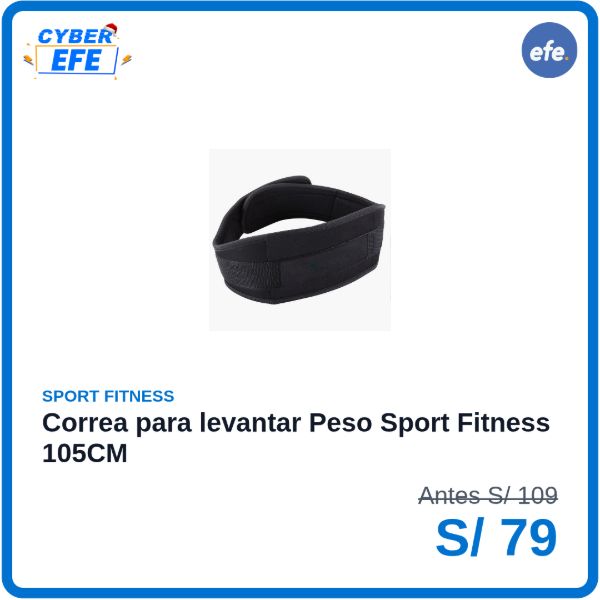 CYBER
EFE
efe.
SPORT FITNESS
Correa para levantar Peso Sport Fitness
105CM
Antes S/ 109
S/ 79